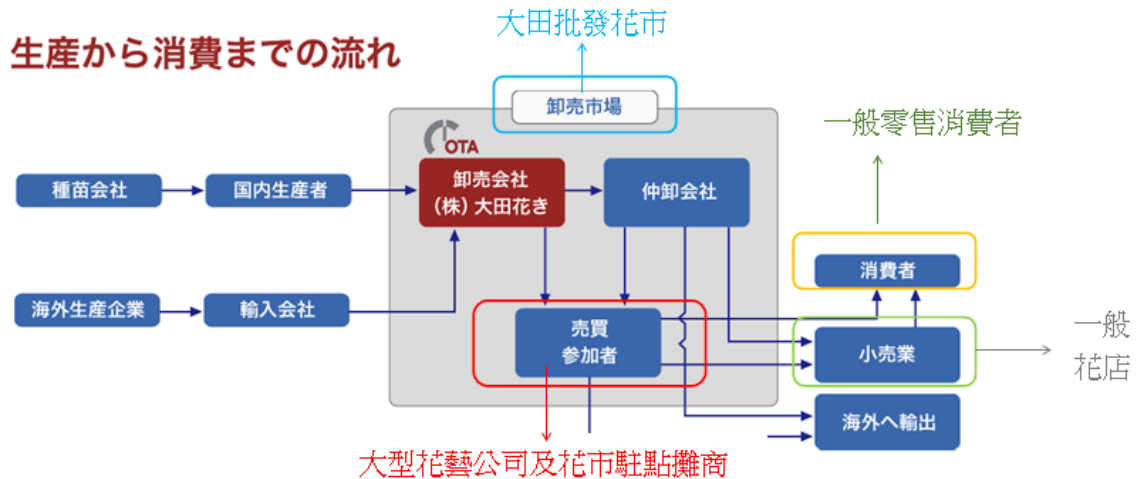 大田批發花市
生産から消費までの流れ
卸売市場
一般零售消費者
OTA
種苗会社
国内生産者
卸売会社
(株)大田花き
仲卸会社
消費者
海外生産企業
輸入会社
売買
参加者
小売業
一般
花店
海外へ輸出
大型花藝公司及花市駐點攤商